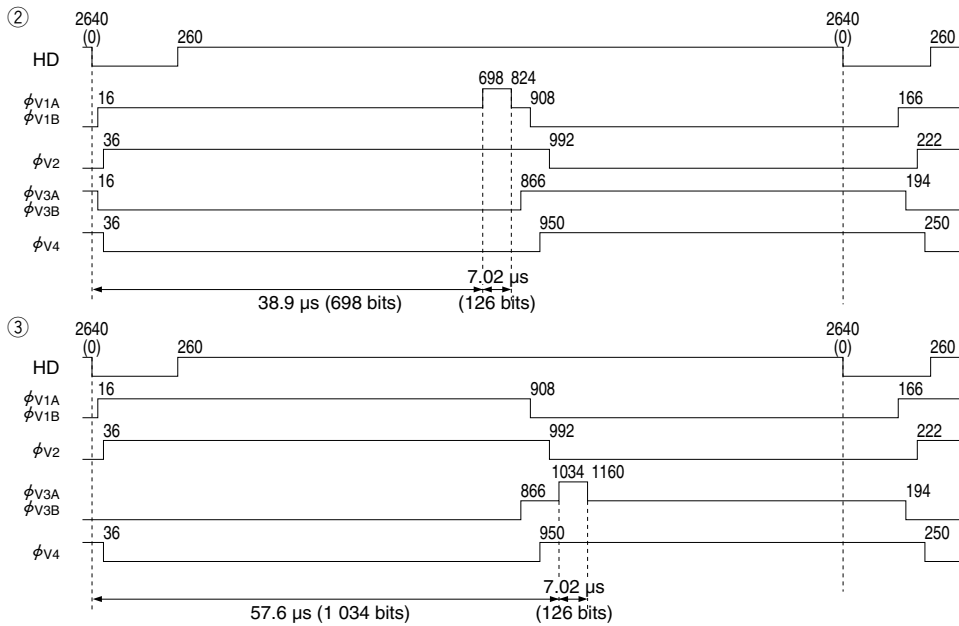 ②
2640
(0) 260 2640
(0) 260
HD
698 824
φV1A
φV1B 16 908 166
φV2 36 992 222
φV3A
φV3B 16 866 194
φV4 36 950 250
7.02 µs
38.9 µs (698 bits) (126 bits)
③
2640
(0) 260 2640
(0) 260
HD
φV1A
φV1B 16 908 166
φV2 36 992 222
1034 1160
φV3A
φV3B 866 194
φV4 36 950 250
7.02 µs
57.6 µs (1 034 bits) (126 bits)